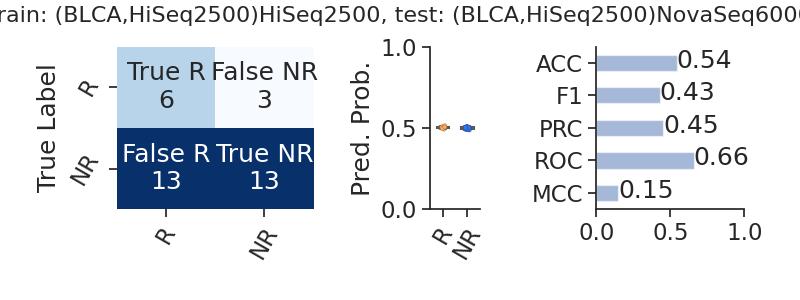 rain: (BLCA,HiSeq2500)HiSeq2500, test: (BLCA,HiSeq2500)NovaSeq600
True Label
R
NR
True R
6
False NR
3
False R
13
True NR
13
R
NR
Pred. Prob.
1.0
0.5
0.0
R
NR
ACC
0.54
F1
0.43
PRC
0.45
ROC
0.66
MCC
0.15
0.0
0.5
1.0